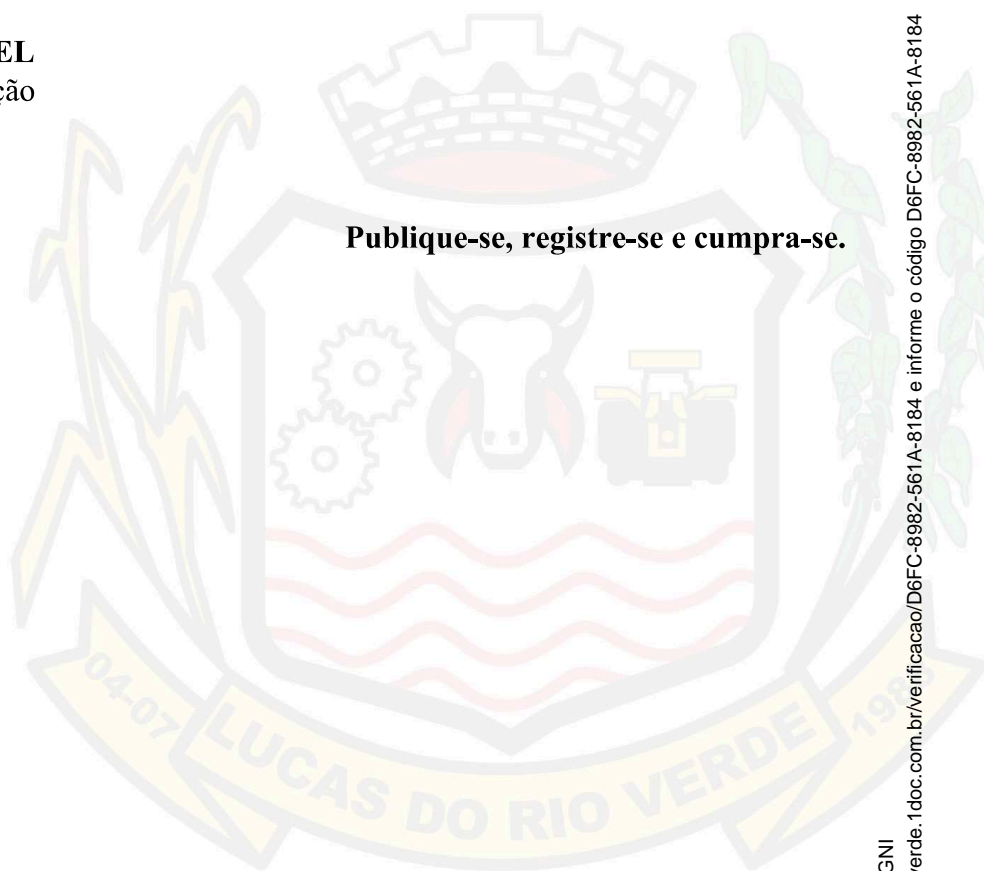 EL
ção
Publique-se, registre-se e cumpra-se.
04-07
LUCAS DO RIO VERDE
GNI
verde.1doc.com.br/verificacao/D6FC-8982-561A-8184 e informe o código D6FC-8982-561A-8184